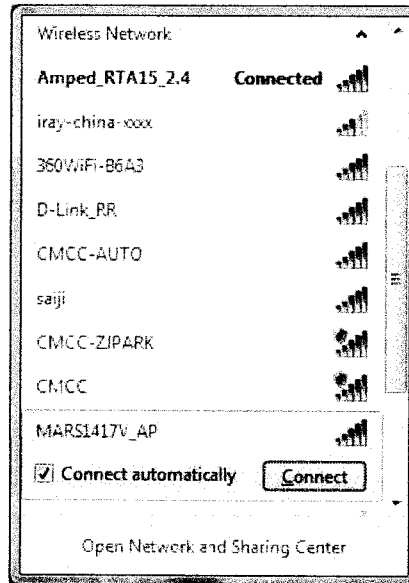 Wireless Network
Amped_RTA15_2.4 Connected
iray-china-xxx
360WiFi-B6A3
D-Link_RR
CMCC-AUTO
saiji
CMCC-ZJPARK
CMCC
MARS1417V_AP
Connect automatically Connect
Open Network and Sharing Center